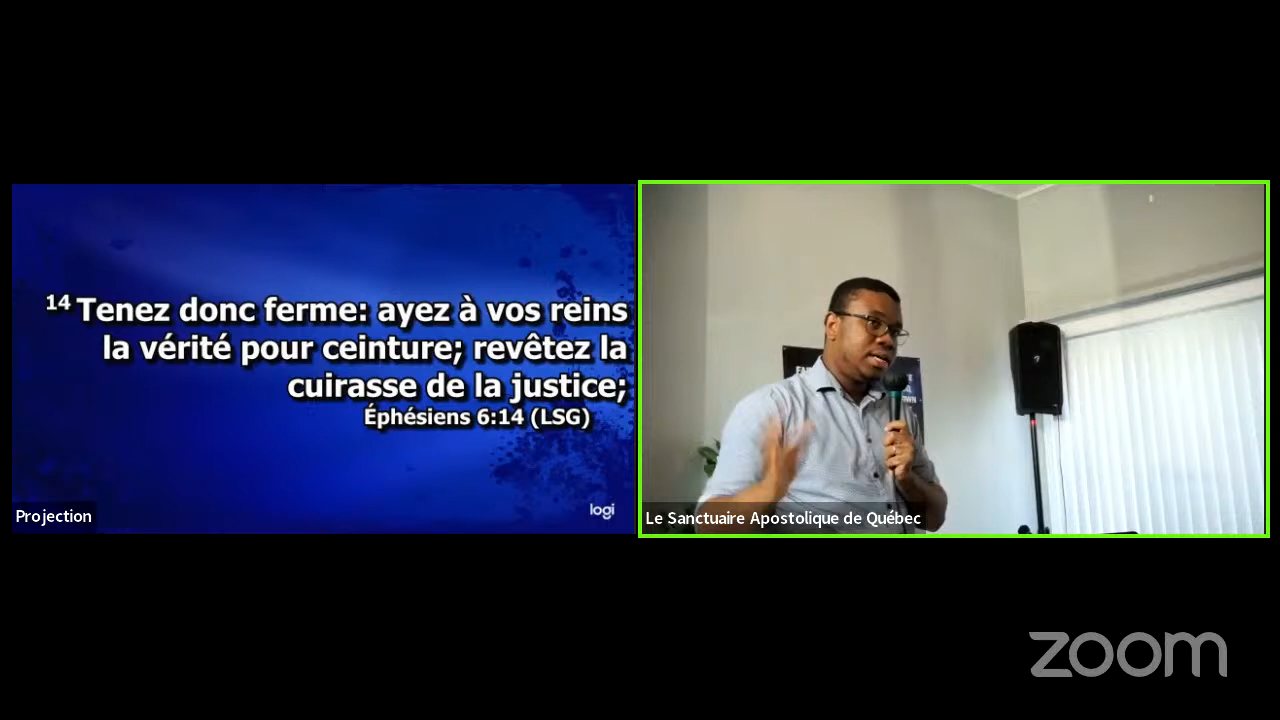 14 Tenez donc ferme: ayez à vos reins
la vérité pour ceinture; revêtez la
cuirasse de la justice;
Éphésiens 6:14 (LSG)
logi
Projection
Le Sanctuaire Apostolique de Québec
zoom